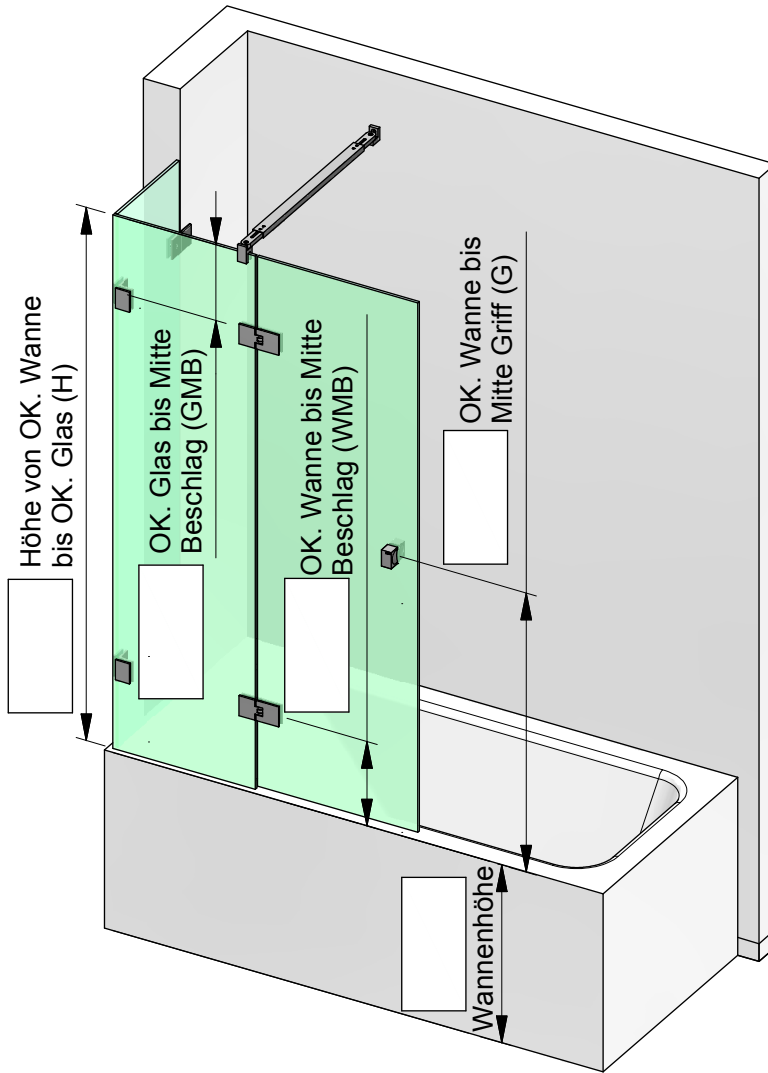 Höhe von OK. Wanne
bis OK. Glas (H)
OK. Glas bis Mitte
Beschlag (GMB)
OK. Wanne bis Mitte
Beschlag (WMB)
OK. Wanne bis
Mitte Griff (G)
Wannenhöhe